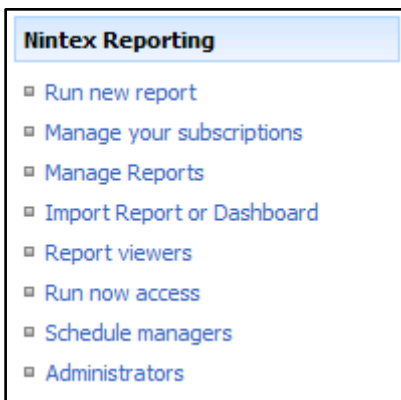 Nintex Reporting
Run new report
Manage your subscriptions
Manage Reports
Import Report or Dashboard
Report viewers
Run now access
Schedule managers
Administrators